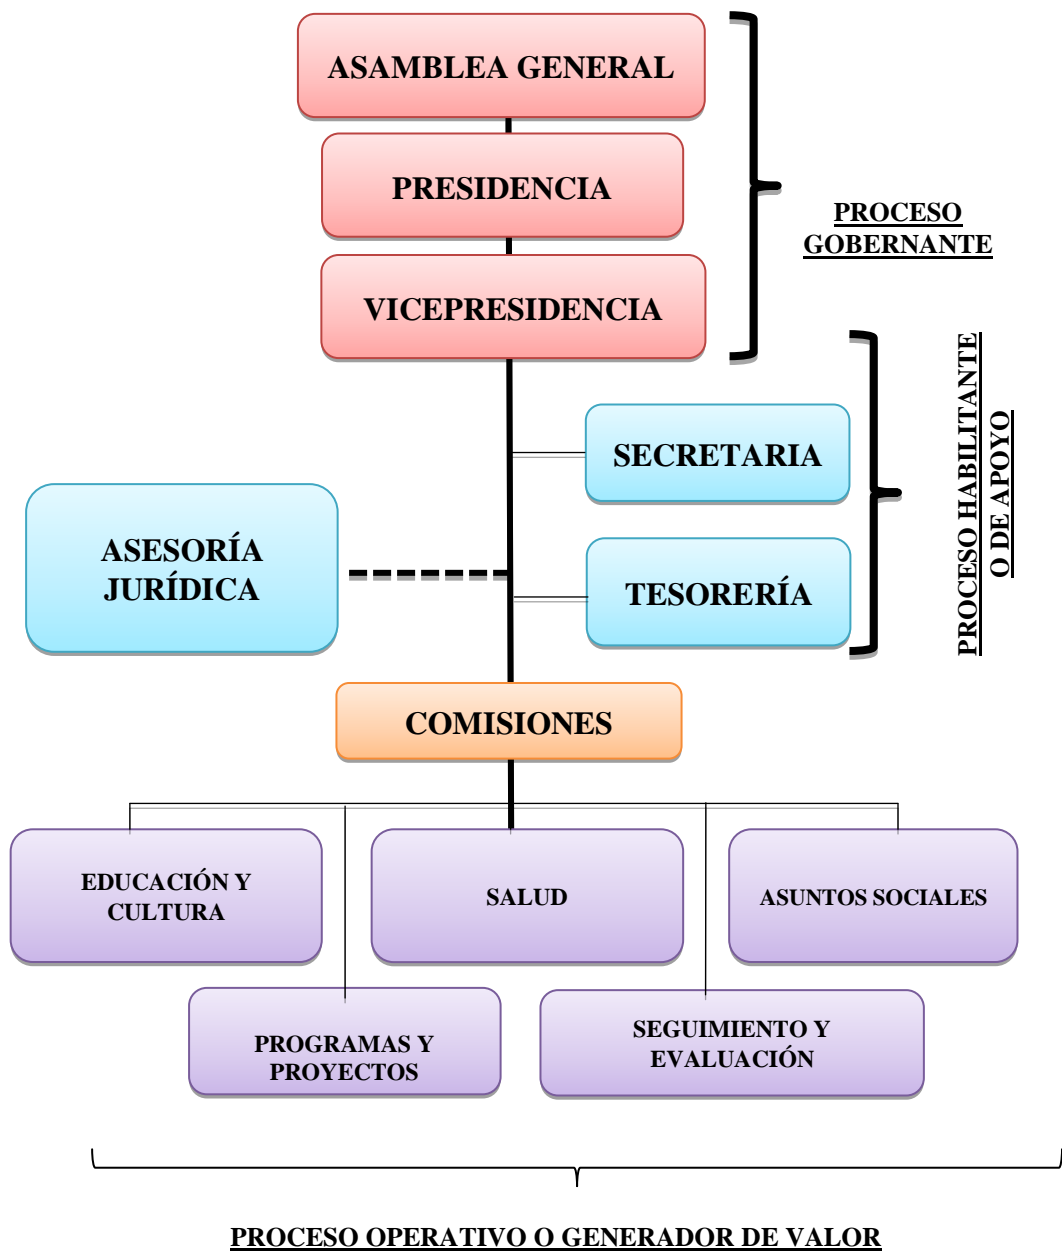 ASAMBLEA GENERAL
PRESIDENCIA
PROCESO
GOBERNANTE
VICEPRESIDENCIA
PROCESO HABILITANTE
O DE APOYO
SECRETARIA
ASESORÍA
JURÍDICA
TESORERÍA
COMISIONES
EDUCACIÓN Y
CULTURA
SALUD
ASUNTOS SOCIALES
PROGRAMAS Y
PROYECTOS
SEGUIMIENTO Y
EVALUACIÓN
PROCESO OPERATIVO O GENERADOR DE VALOR